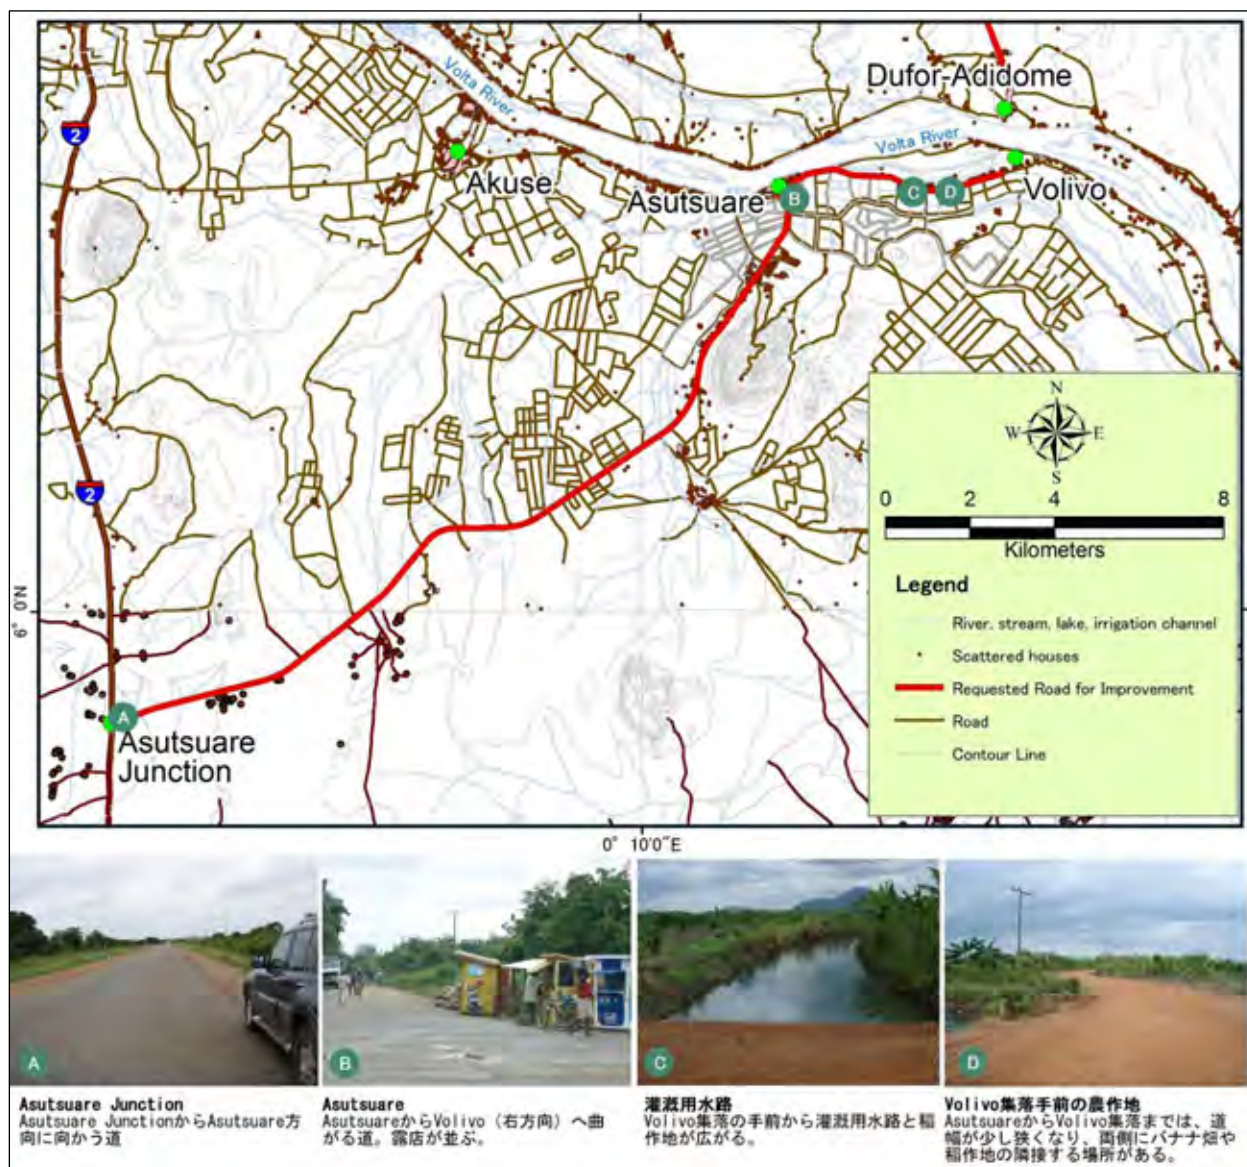 Volta River
Dufor-Adidome
2
Volta River
Akuse
Asutsuare
B
C
D
Volivo
N
W
E
S
2
0
2
4
8
Kilometers
Legend
River, stream, lake, irrigation channel
Scattered houses
Requested Road for Improvement
Road
Contour Line
6° 0'N
A
Asutsuare
Junction
0° 10'0"E
A
B
C
D
Asutsuare Junction
Asutsuare JunctionからAsutsuare方
向に向かう道
Asutsuare
AsutsuareからVolivo（右方向）へ曲
がる道。露店が並ぶ。
灌漑用水路
Volivo集落の手前から灌漑用水路と稲
作地が広がる。
Volivo集落手前の農作地
AsutsuareからVolivo集落までは、道
幅が少し狭くなり、両側にバナナ畑や
稲作地の隣接する場所がある。